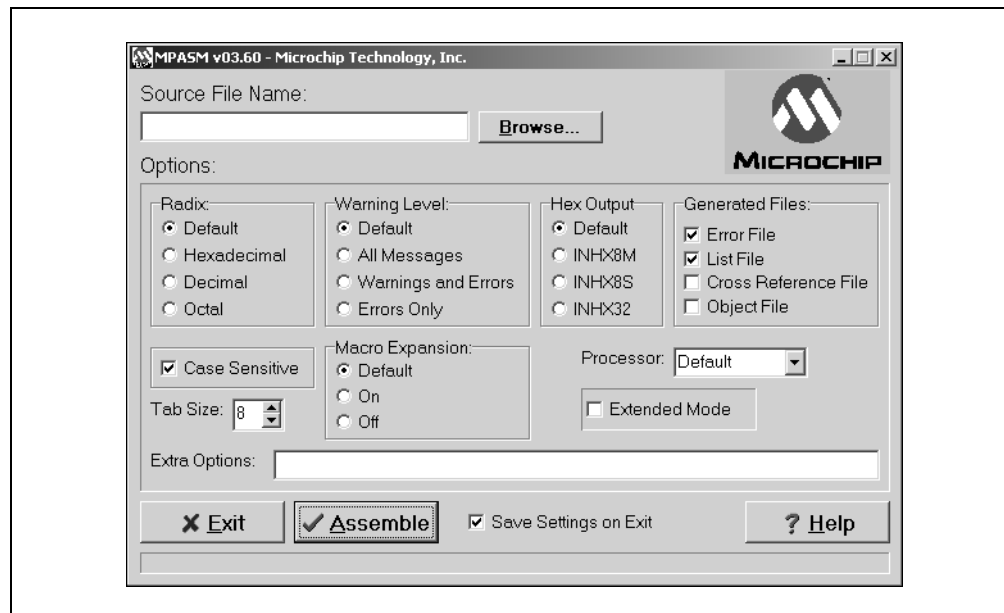 MPASM v03.60 - Microchip Technology, Inc.
Source File Name:
Browse...
MICROCHIP
Options:
Radix:
Default
Hexadecimal
Decimal
Octal
Warning Level:
Default
All Messages
Warnings and Errors
Errors Only
Hex Output
Default
INHX8M
INHX8S
INHX32
Generated Files:
Error File
List File
Cross Reference File
Object File
Case Sensitive
Tab Size: 8
Macro Expansion:
Default
On
Off
Processor: Default
Extended Mode
Extra Options:
Exit
Assemble
Save Settings on Exit
? Help